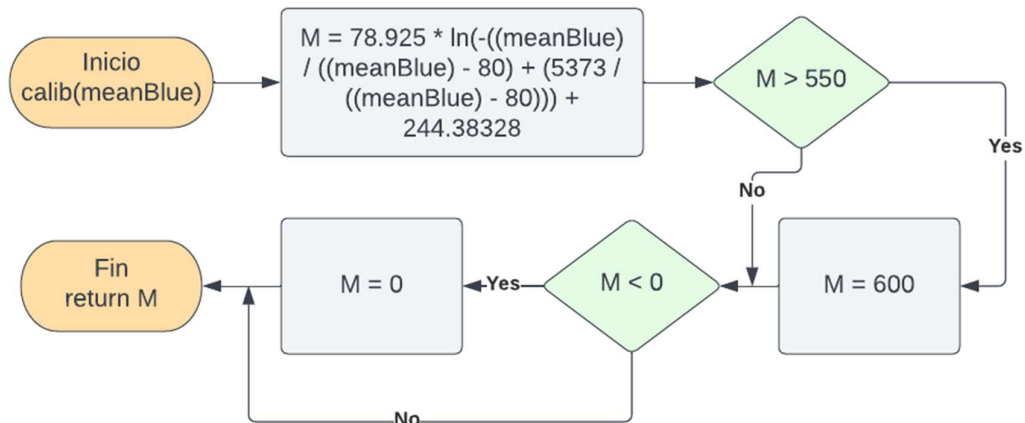 Inicio
calib(meanBlue)
M = 78.925 * ln(-((meanBlue)
/ ((meanBlue) - 80) + (5373 /
((meanBlue) - 80))) +
244.38328
M > 550
Yes
No
M = 600
M < 0
Yes
M = 0
Fin
return M
No